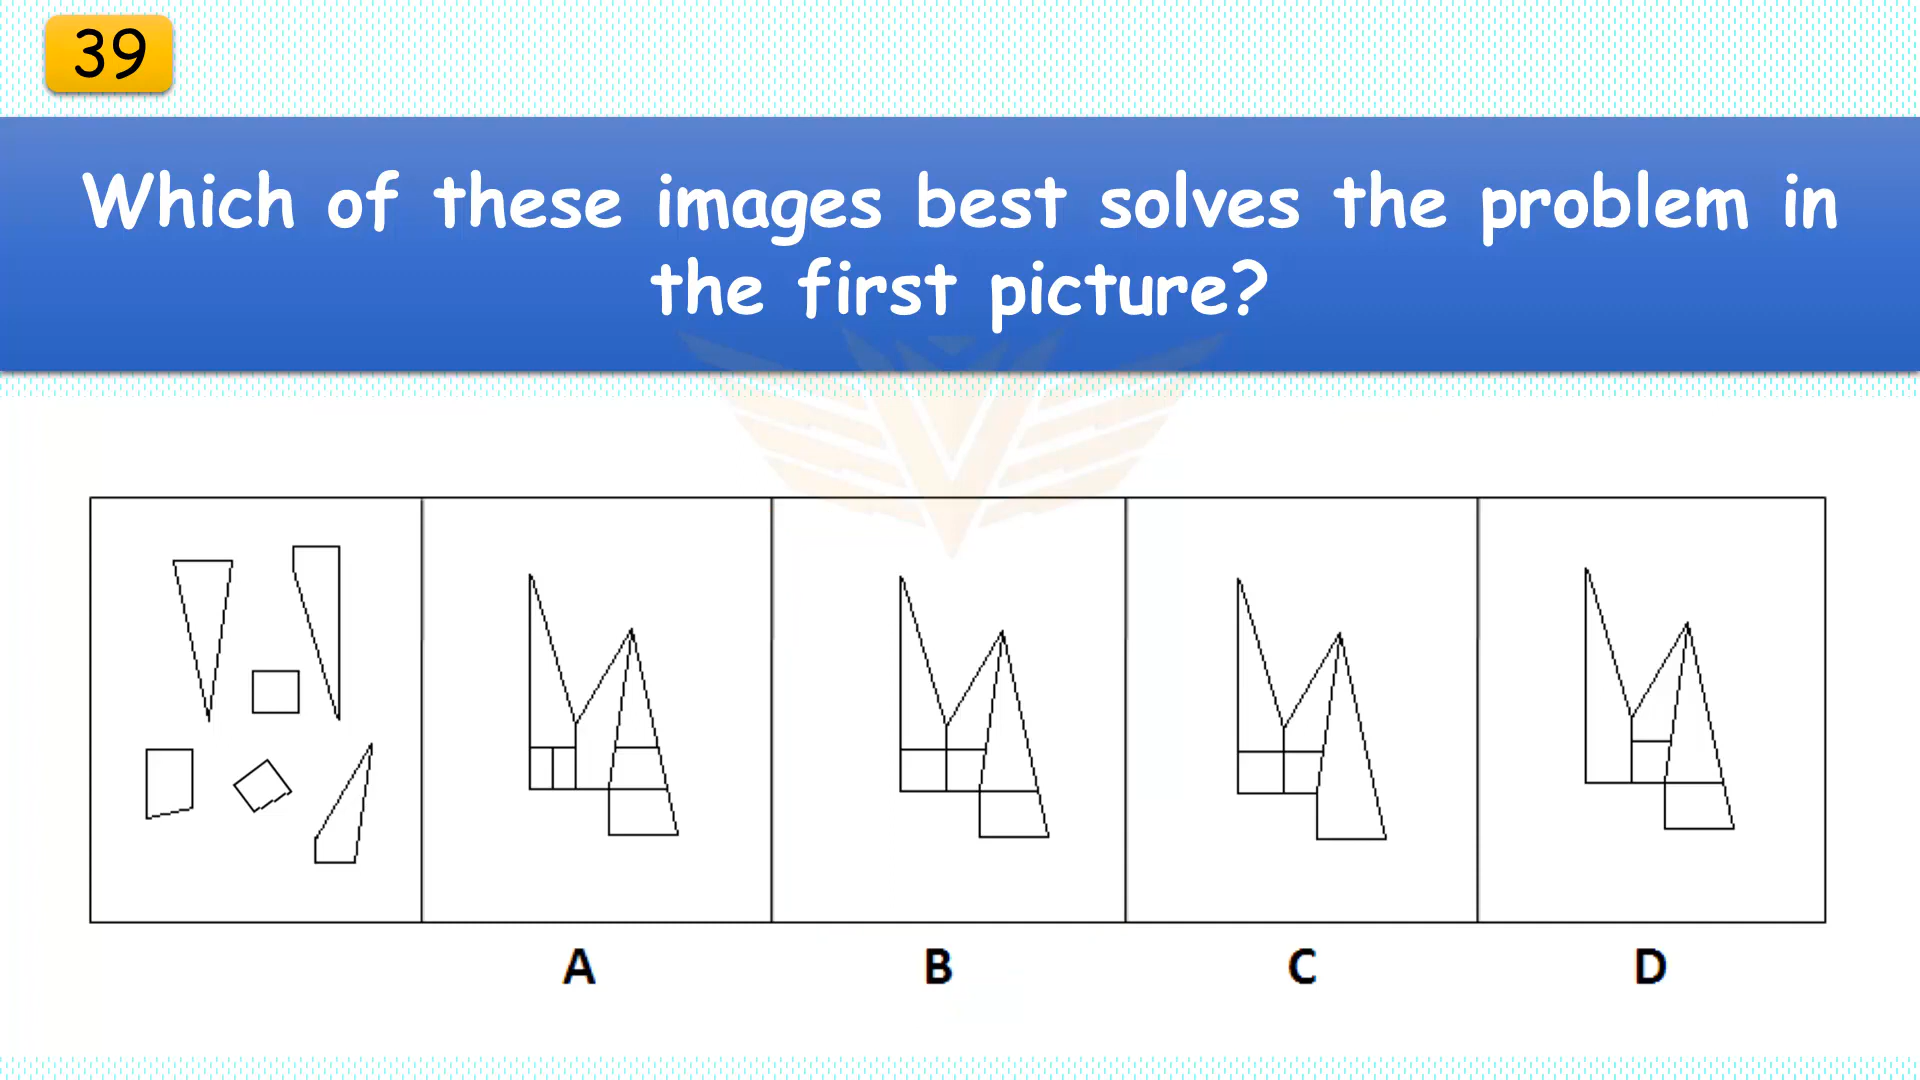 39
Which of these images best solves the problem in
the first picture?
A B C D